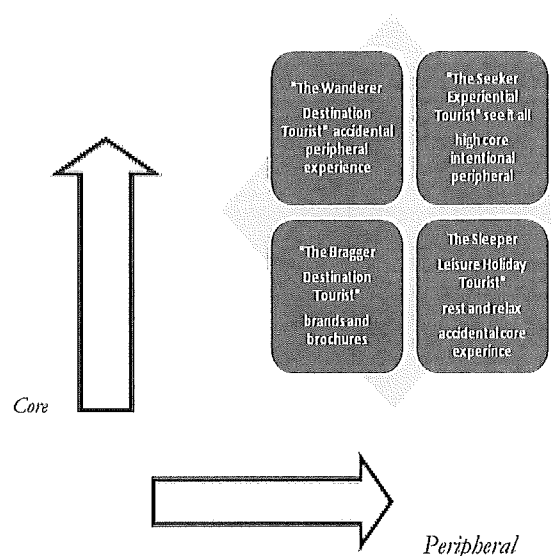 "The Wanderer
Destination
Tourist" accidental
peripheral
experience
"The Seeker
Experiential
Tourist" see it all
high core
intentional
peripheral
"The Bragger
Destination
Tourist"
brands and
brochures
The Sleeper
Leisure Holiday
Tourist"
rest and relax
accidental core
experince
Core
Peripheral